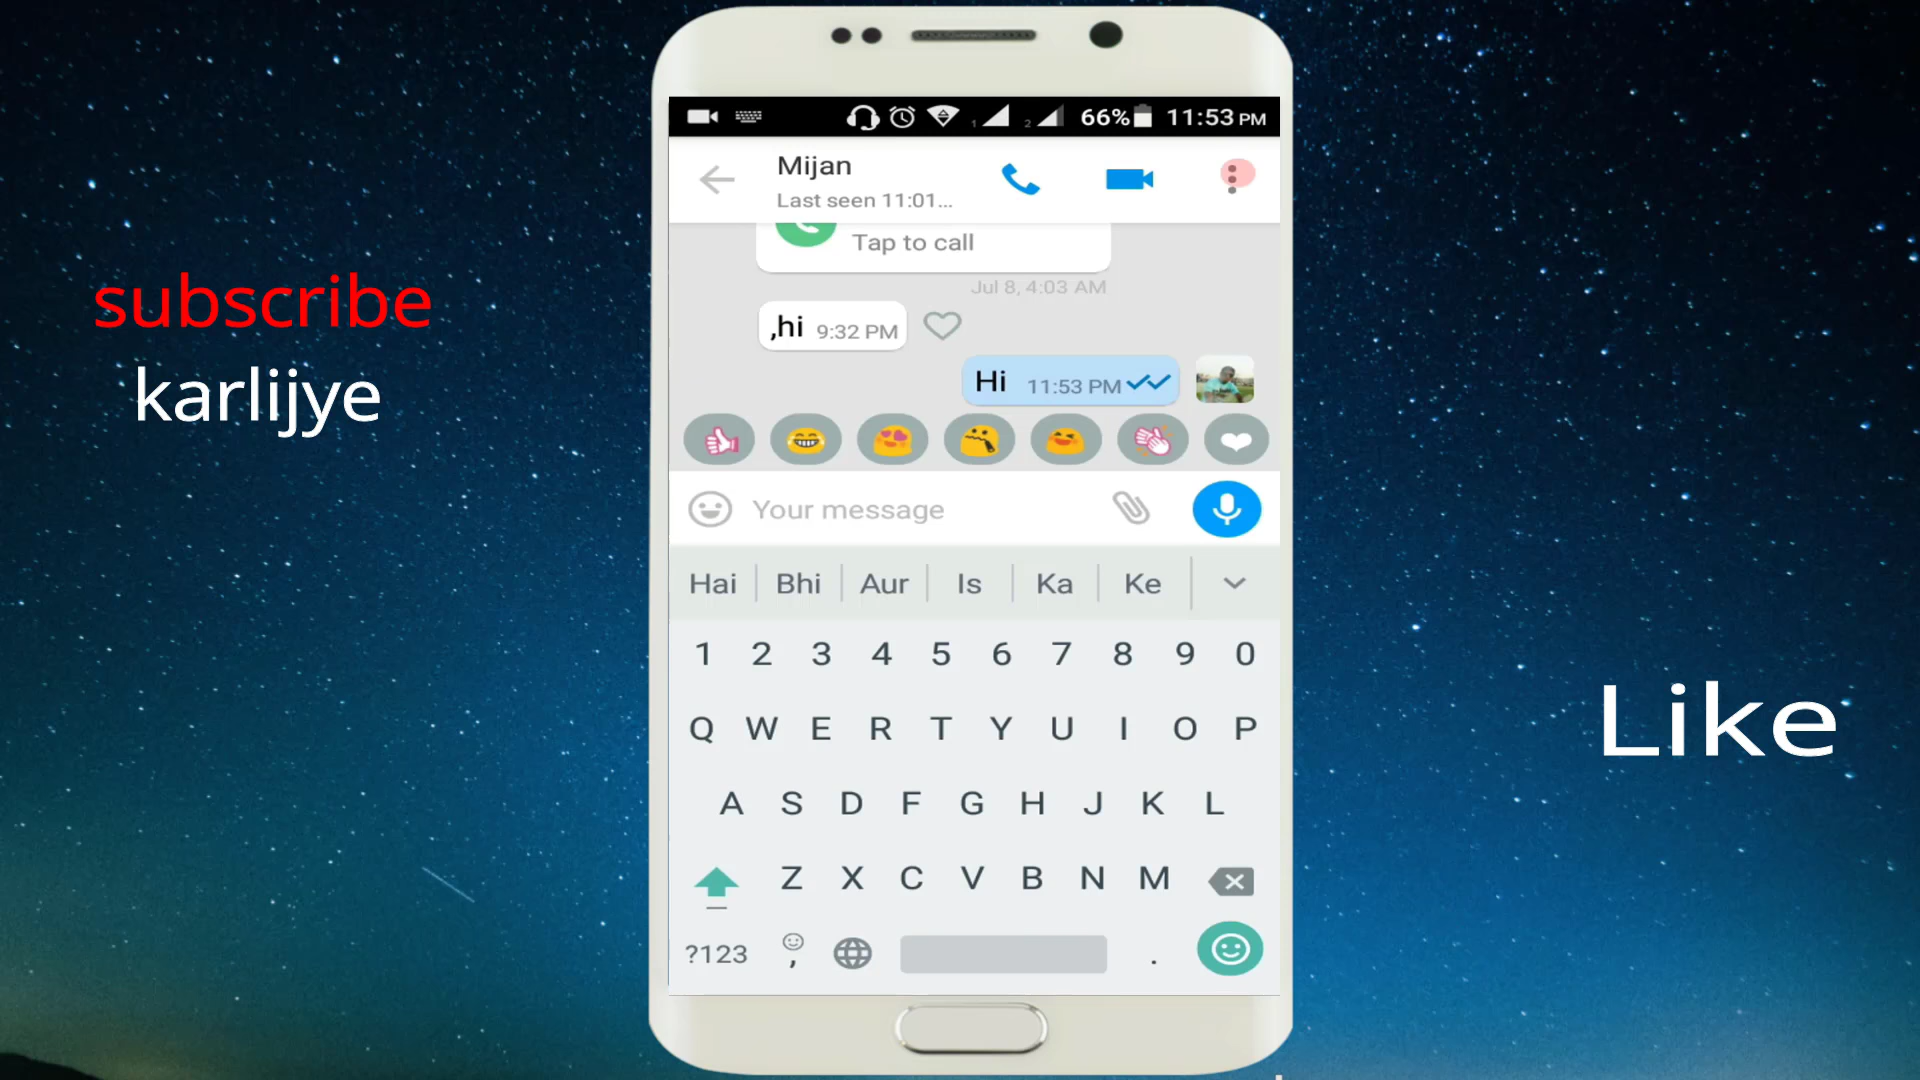 66% 11:53 PM
Mijan
Last seen 11:01...
Tap to call
Jul 8, 4:03 AM
,hi 9:32 PM
Hi 11:53 PM
Your message
Hai Bhi Aur Is Ka Ke
1 2 3 4 5 6 7 8 9 0
Q W E R T Y U I O P
A S D F G H J K L
Z X C V B N M
?123 , .
subscribe
karlijye
Like